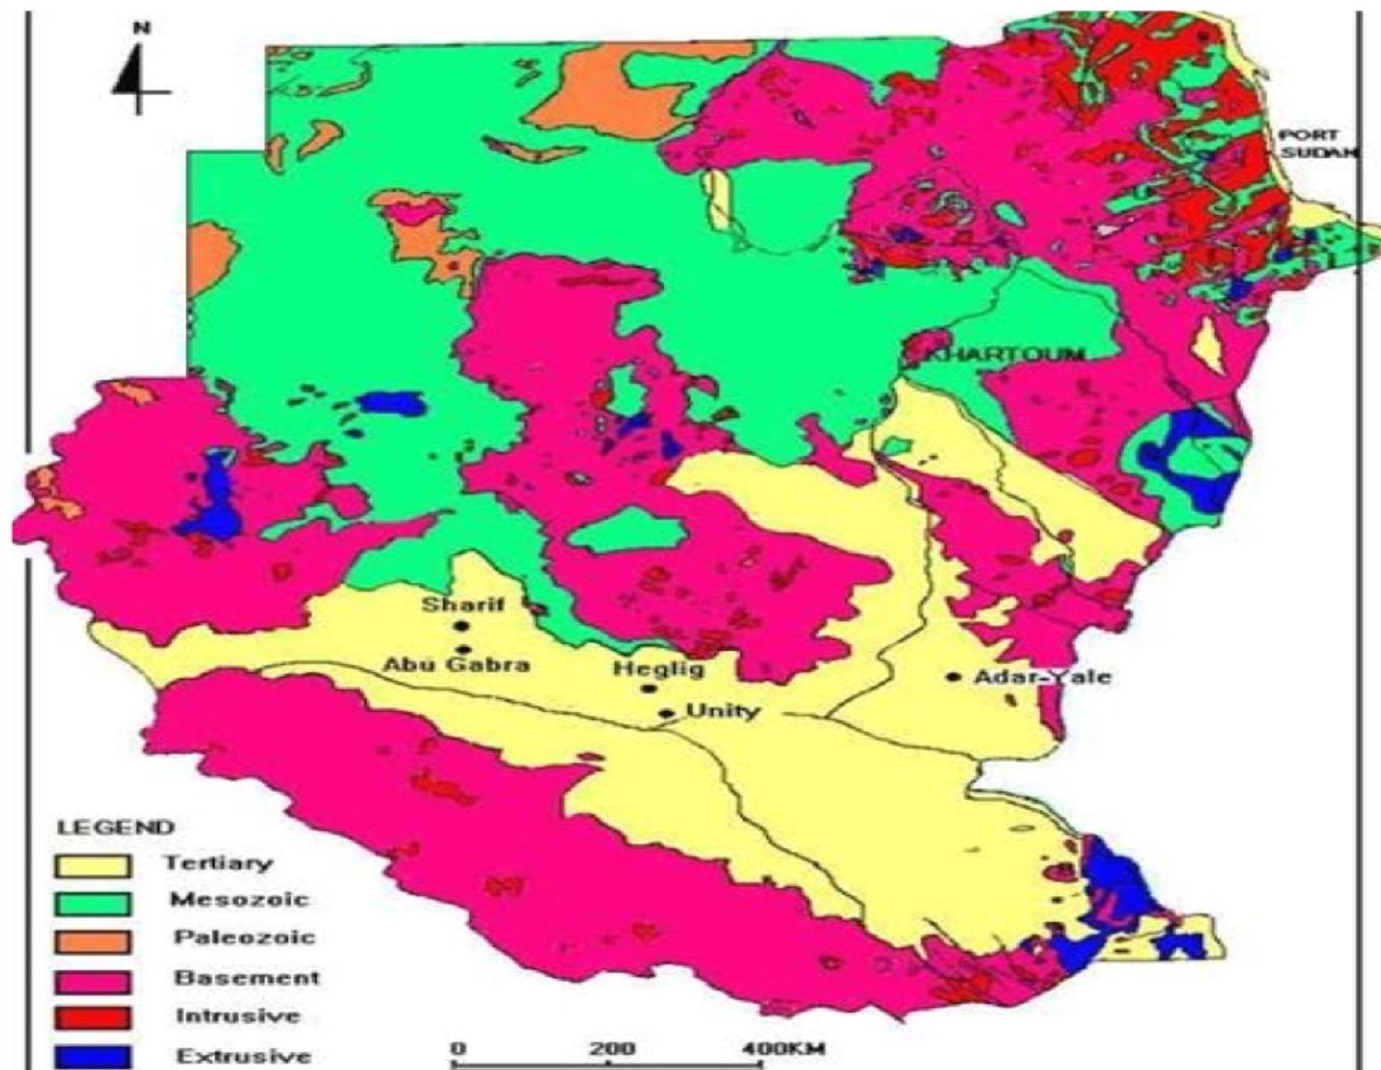 N
PORT
SUDAN
KHARTOUM
Sharif
Abu Gabra
Heglig
Unity
Adar-Yale
LEGEND
Tertiary
Mesozoic
Paleozoic
Basement
Intrusive
Extrusive
0 200 400KM